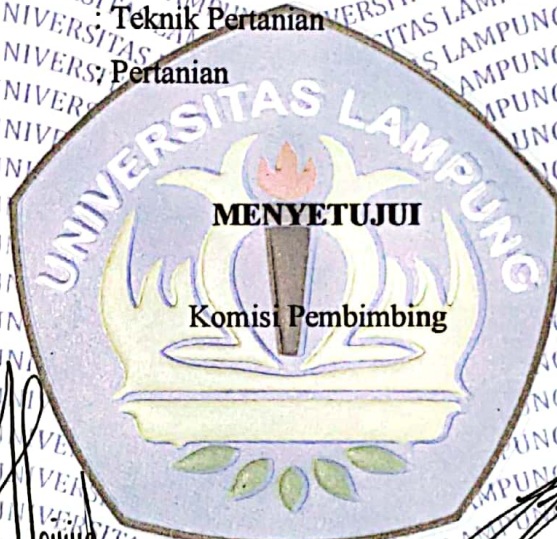 : Teknik Pertanian
: Pertanian
UNIVERSITAS LAMPUNG
MENYETUJUI
Komisi Pembimbing